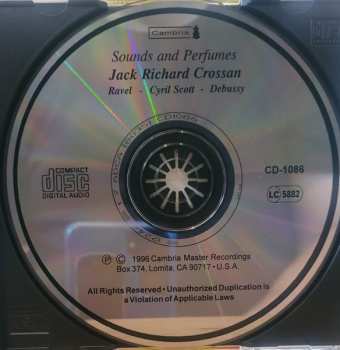 Cambria
Sounds and Perfumes
Jack Richard Crossan
Ravel - Cyril Scott - Debussy
COMPACT
disc
DIGITAL AUDIO
CD-1086
LC 5882
℗ © 1996 Cambria Master Recordings
Box 374, Lomita, CA 90717 • U.S.A.
All Rights Reserved • Unauthorized Duplication is
a Violation of Applicable Laws